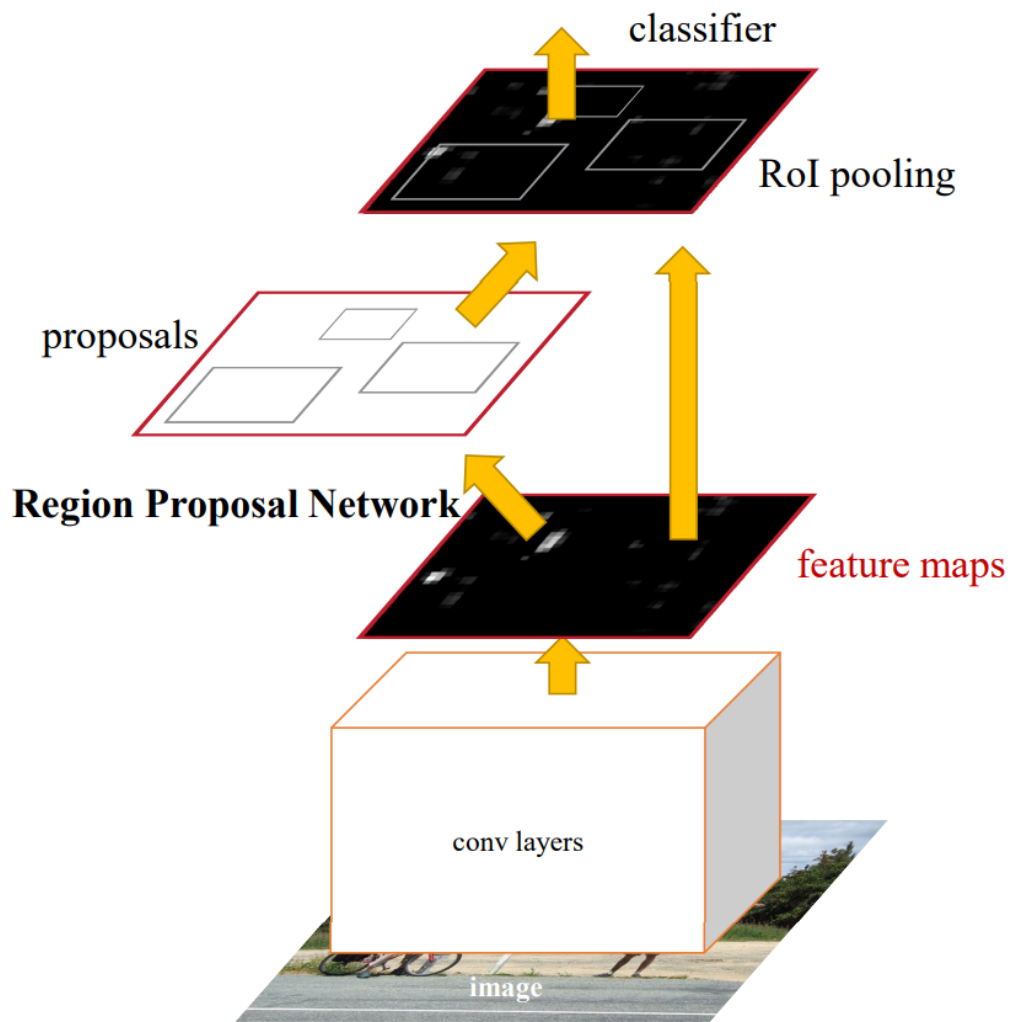 classifier
RoI pooling
proposals
Region Proposal Network
feature maps
conv layers
image